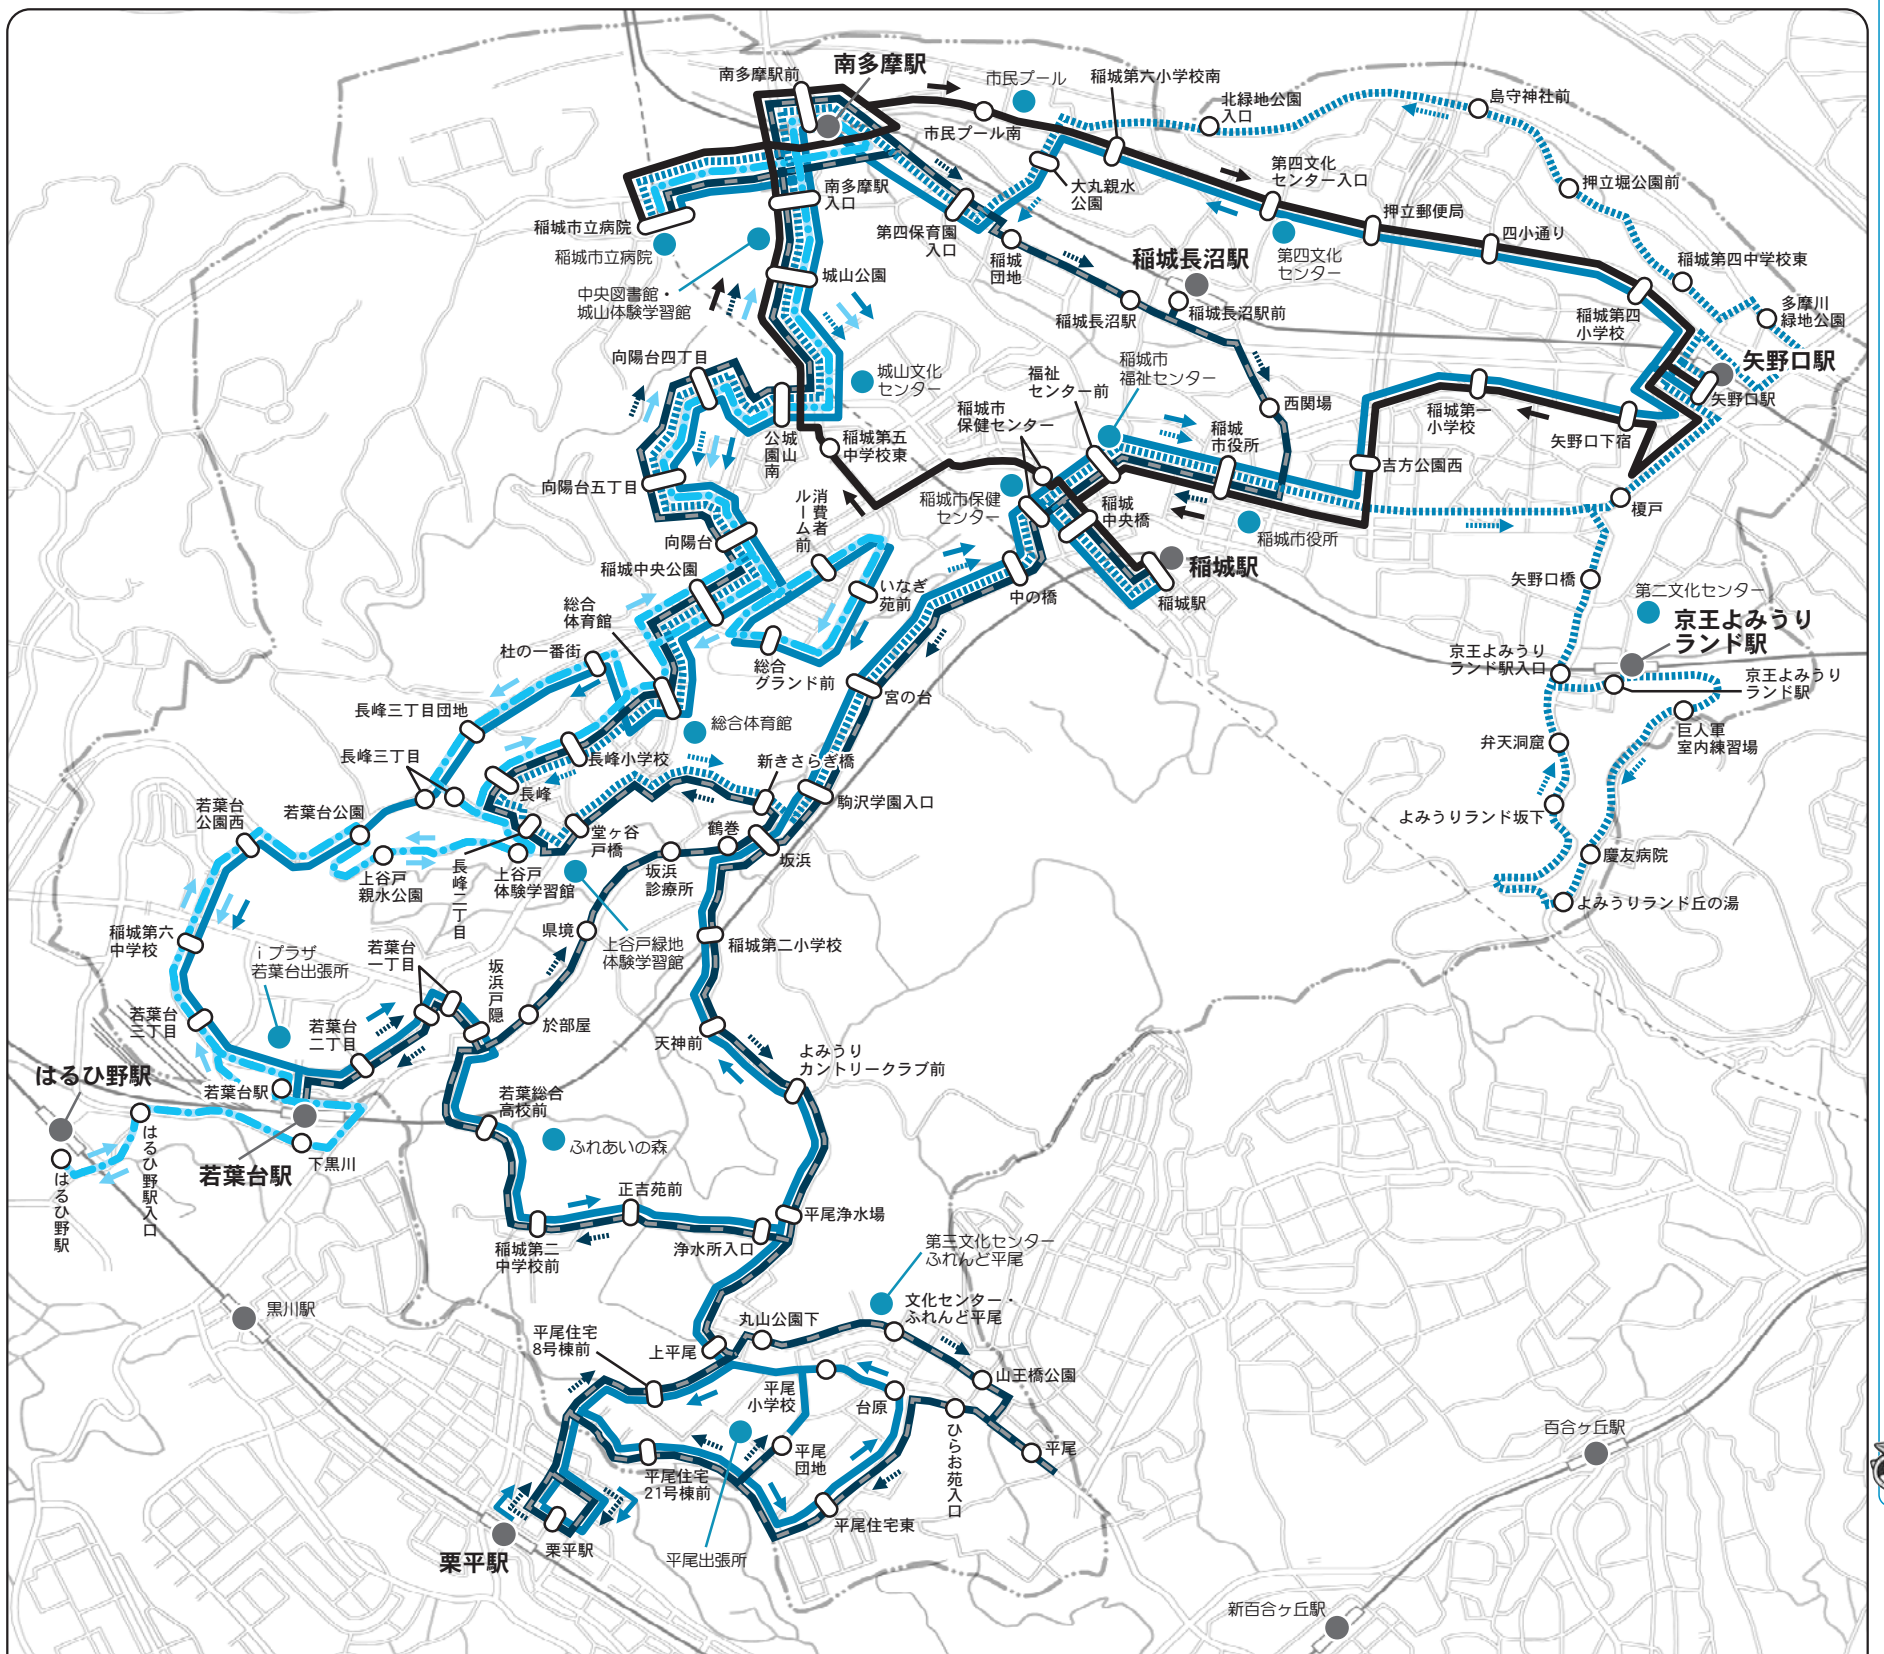 南多摩駅前
南多摩駅
市民プール
稲城第六小学校南
北緑地公園
入口
島守神社前
市民プール南
第四文化
センター入口
押立堀公園前
南多摩駅
入口
大丸親水
公園
押立郵便局
稲城市立病院
稲城市立病院
第四保育園
入口
稲城
団地
稲城長沼駅
第四文化
センター
四小通り
稲城第四中学校東
城山公園
中央図書館・
城山体験学習館
稲城長沼駅
稲城長沼駅前
稲城第四
小学校
多摩川
緑地公園
向陽台四丁目
城山文化
センター
稲城市
福祉センター
福祉
センター前
矢野口駅
矢野口駅
稲城市
保健センター
西関場
稲城第一
小学校
矢野口下宿
城山
公園南
稲城第五
中学校東
稲城
市役所
吉方公園西
向陽台五丁目
消費者
ルーム前
稲城市保健
センター
稲城
中央橋
榎戸
向陽台
稲城市役所
稲城中央公園
稲城駅
いなぎ
苑前
中の橋
稲城駅
矢野口橋
第二文化センター
総合
体育館
京王よみうり
ランド駅
杜の一番街
総合
グランド前
京王よみうり
ランド駅入口
京王よみうり
ランド駅
宮の台
長峰三丁目団地
総合体育館
弁天洞窟
巨人軍
室内練習場
長峰三丁目
長峰小学校
新きさらぎ橋
長峰
駒沢学園入口
若葉台
公園西
若葉台公園
よみうりランド坂下
堂ヶ谷
戸橋
鶴巻
坂浜
慶友病院
上谷戸
親水公園
長峰二丁目
上谷戸
体験学習館
坂浜
診療所
よみうりランド丘の湯
稲城第六
中学校
ｉプラザ
若葉台出張所
若葉台
一丁目
坂浜戸隠
県境
上谷戸緑地
体験学習館
稲城第二小学校
若葉台
三丁目
若葉台
二丁目
於部屋
天神前
よみうり
カントリークラブ前
はるひ野駅
若葉台駅
若葉総合
高校前
ふれあいの森
はるひ野駅入口
はるひ野駅
下黒川
若葉台駅
正吉苑前
平尾浄水場
稲城第二
中学校前
浄水所入口
第三文化センター
ふれんど平尾
黒川駅
文化センター・
ふれんど平尾
丸山公園下
平尾住宅
8号棟前
上平尾
山王橋公園
平尾
小学校
台原
ひらお苑入口
平尾
平尾
団地
平尾住宅
21号棟前
平尾住宅東
百合ヶ丘駅
栗平駅
栗平駅
平尾出張所
新百合ヶ丘駅